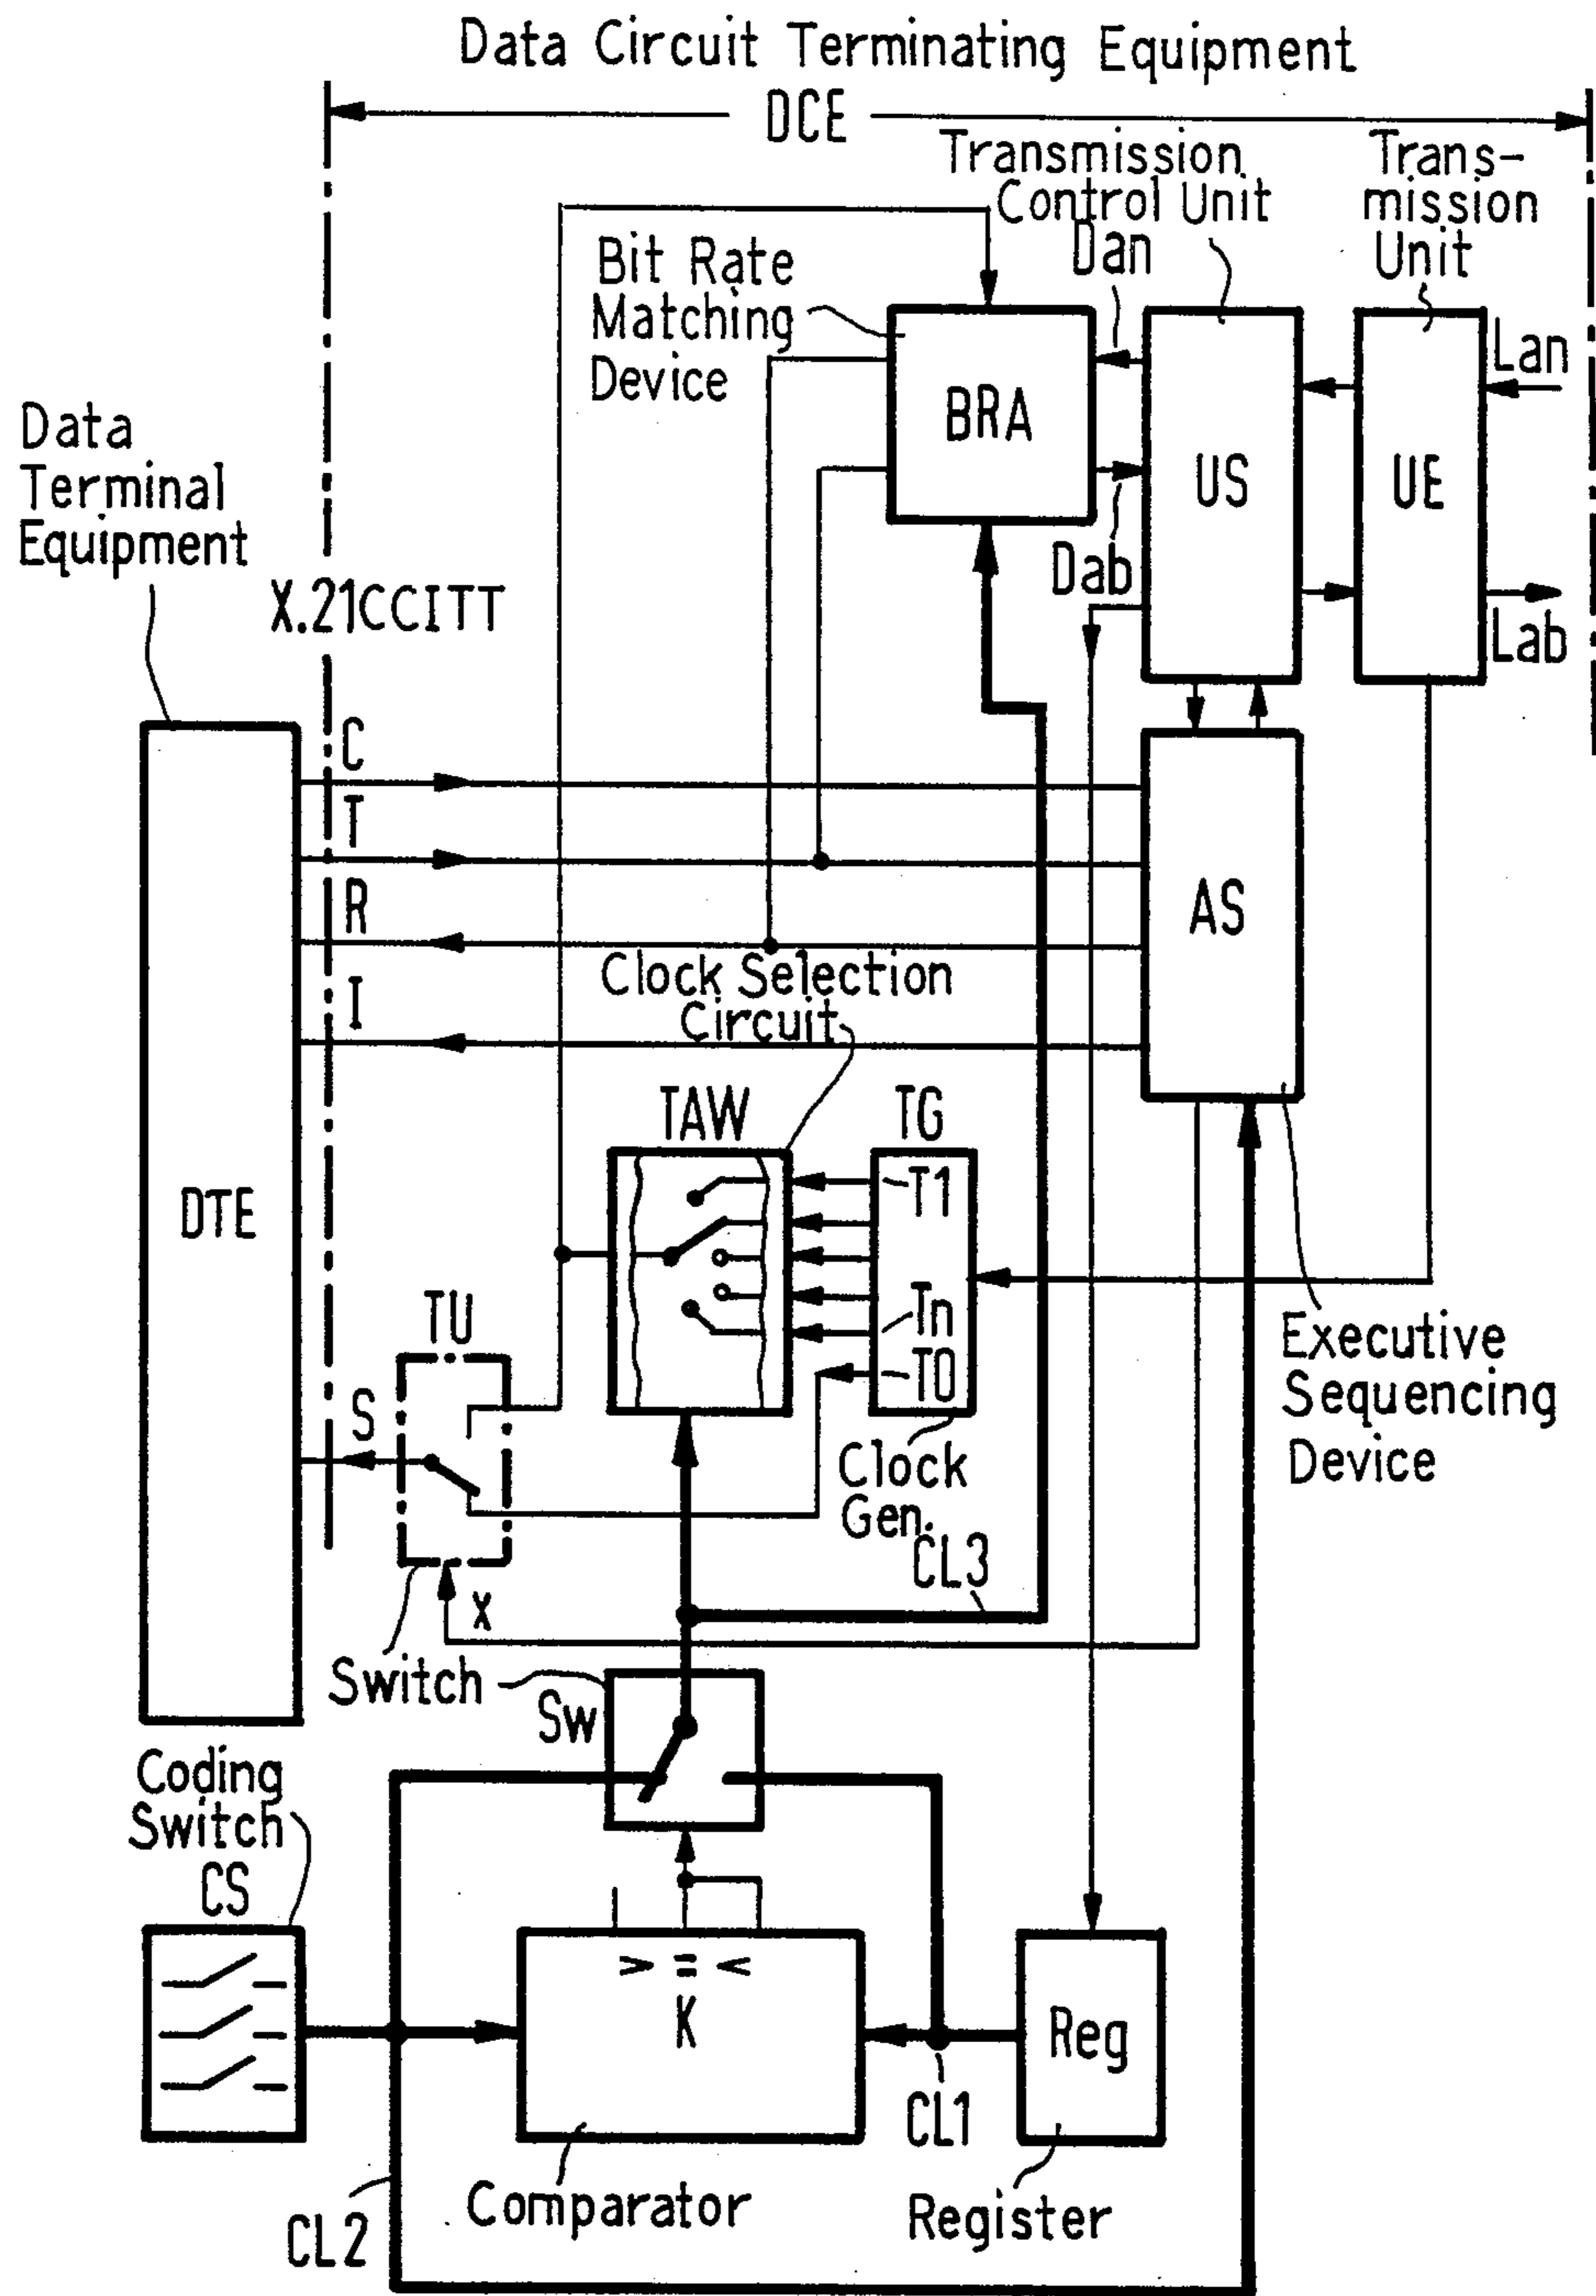 Data Circuit Terminating Equipment
DCE
Transmission
Control Unit
Trans-
mission
Unit
Dan
Bit Rate
Matching
Device
Lan
BRA
US
UE
Data
Terminal
Equipment
Dab
X.21CCITT
Lab
C
T
R
AS
I
Clock Selection
Circuit
TAW
TG
T1
DTE
Tn
TU
T0
Executive
Sequencing
Device
S
Clock
Gen.
CL3
x
Switch
Sw
Coding
Switch
CS
> = <
K
Reg
CL1
Comparator
Register
CL2